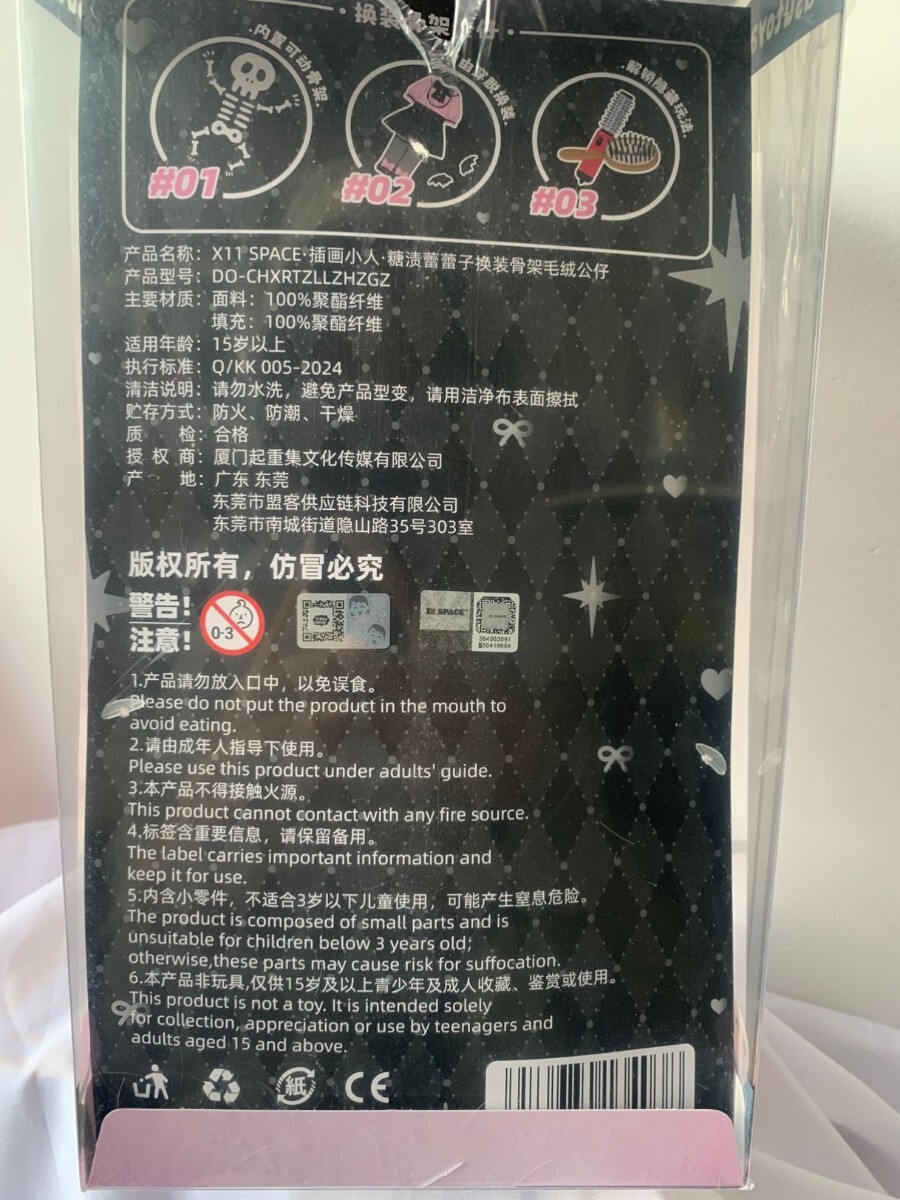 换装骨架公仔
·内置可动骨架·
由穿脱换装
·解锁隐藏玩法·
#01
#02
#03
产品名称：X11 SPACE·插画小人·糖渍蕾蕾子换装骨架毛绒公仔
产品型号：DO-CHXRTZLLZHZGZ
主要材质：面料：100%聚酯纤维
填充：100%聚酯纤维
适用年龄：15岁以上
执行标准：Q/KK 005-2024
清洁说明：请勿水洗，避免产品型变，请用洁净布表面擦拭
贮存方式：防火、防潮、干燥
质 检：合格
授 权 商：厦门起重集文化传媒有限公司
产 地：广东 东莞
东莞市盟客供应链科技有限公司
东莞市南城街道隐山路35号303室
版权所有，仿冒必究
警告！
注意！
0-3
X11 SPACE
1.产品请勿放入口中，以免误食。
Please do not put the product in the mouth to
avoid eating.
2.请由成年人指导下使用。
Please use this product under adults' guide.
3.本产品不得接触火源。
This product cannot contact with any fire source.
4.标签含重要信息，请保留备用。
The label carries important information and
keep it for use.
5.内含小零件，不适合3岁以下儿童使用，可能产生窒息危险。
The product is composed of small parts and is
unsuitable for children below 3 years old;
otherwise,these parts may cause risk for suffocation.
6.本产品非玩具,仅供15岁及以上青少年及成人收藏、鉴赏或使用。
This product is not a toy. It is intended solely
for collection, appreciation or use by teenagers and
adults aged 15 and above.
紙
CE